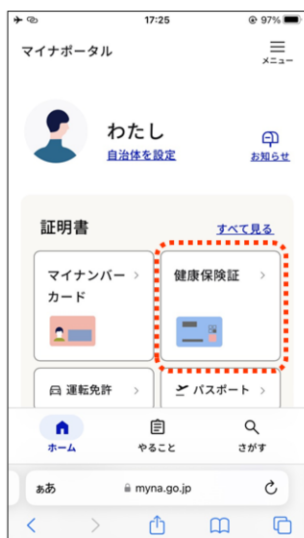 17:25
97%
マイナポータル
メニュー
わたし
自治体を設定
お知らせ
証明書
すべて見る
マイナンバー
カード
健康保険証
運転免許
パスポート
ホーム
やること
さがす
ぁあ
myna.go.jp